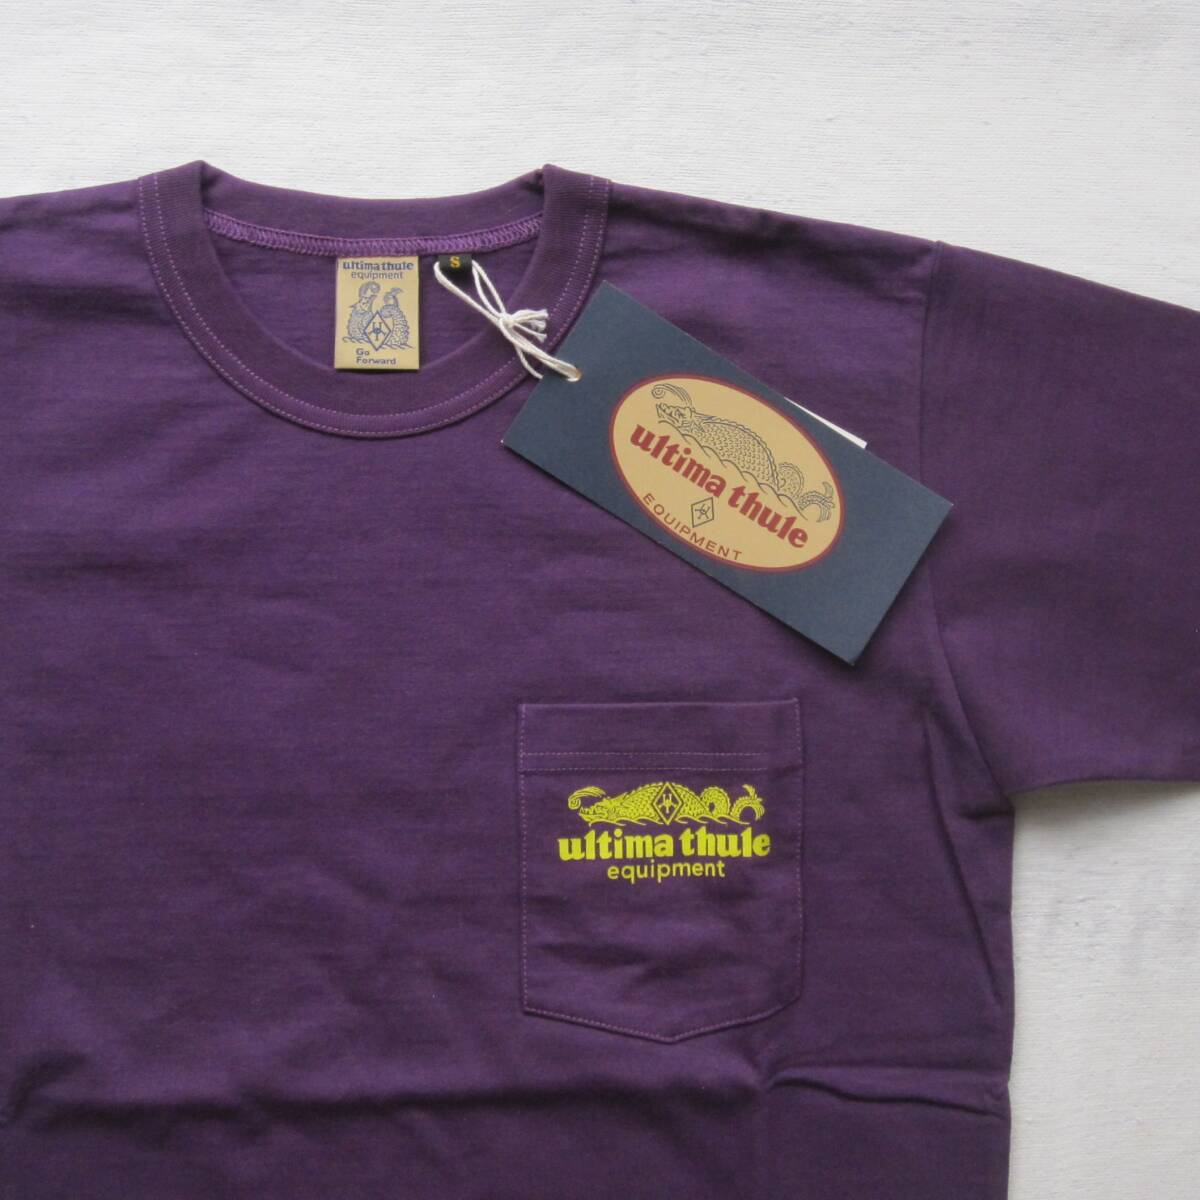 ultima thule
equipment
Go
Forward
S
ultima thule
EQUIPMENT
ultima thule
equipment